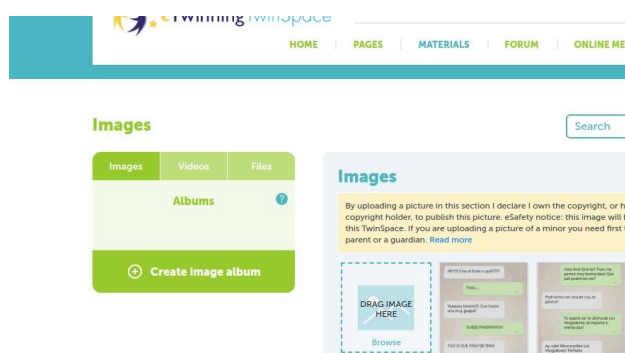 eTwinning TwinSpace
HOME PAGES MATERIALS FORUM ONLINE ME
Images
Search
Images Videos Files
Albums ?
Create image album
Images
By uploading a picture in this section I declare I own the copyright, or h
copyright holder, to publish this picture. eSafety notice: this image will
this TwinSpace. If you are uploading a picture of a minor you need first
parent or a guardian. Read more
DRAG IMAGE
HERE
Browse